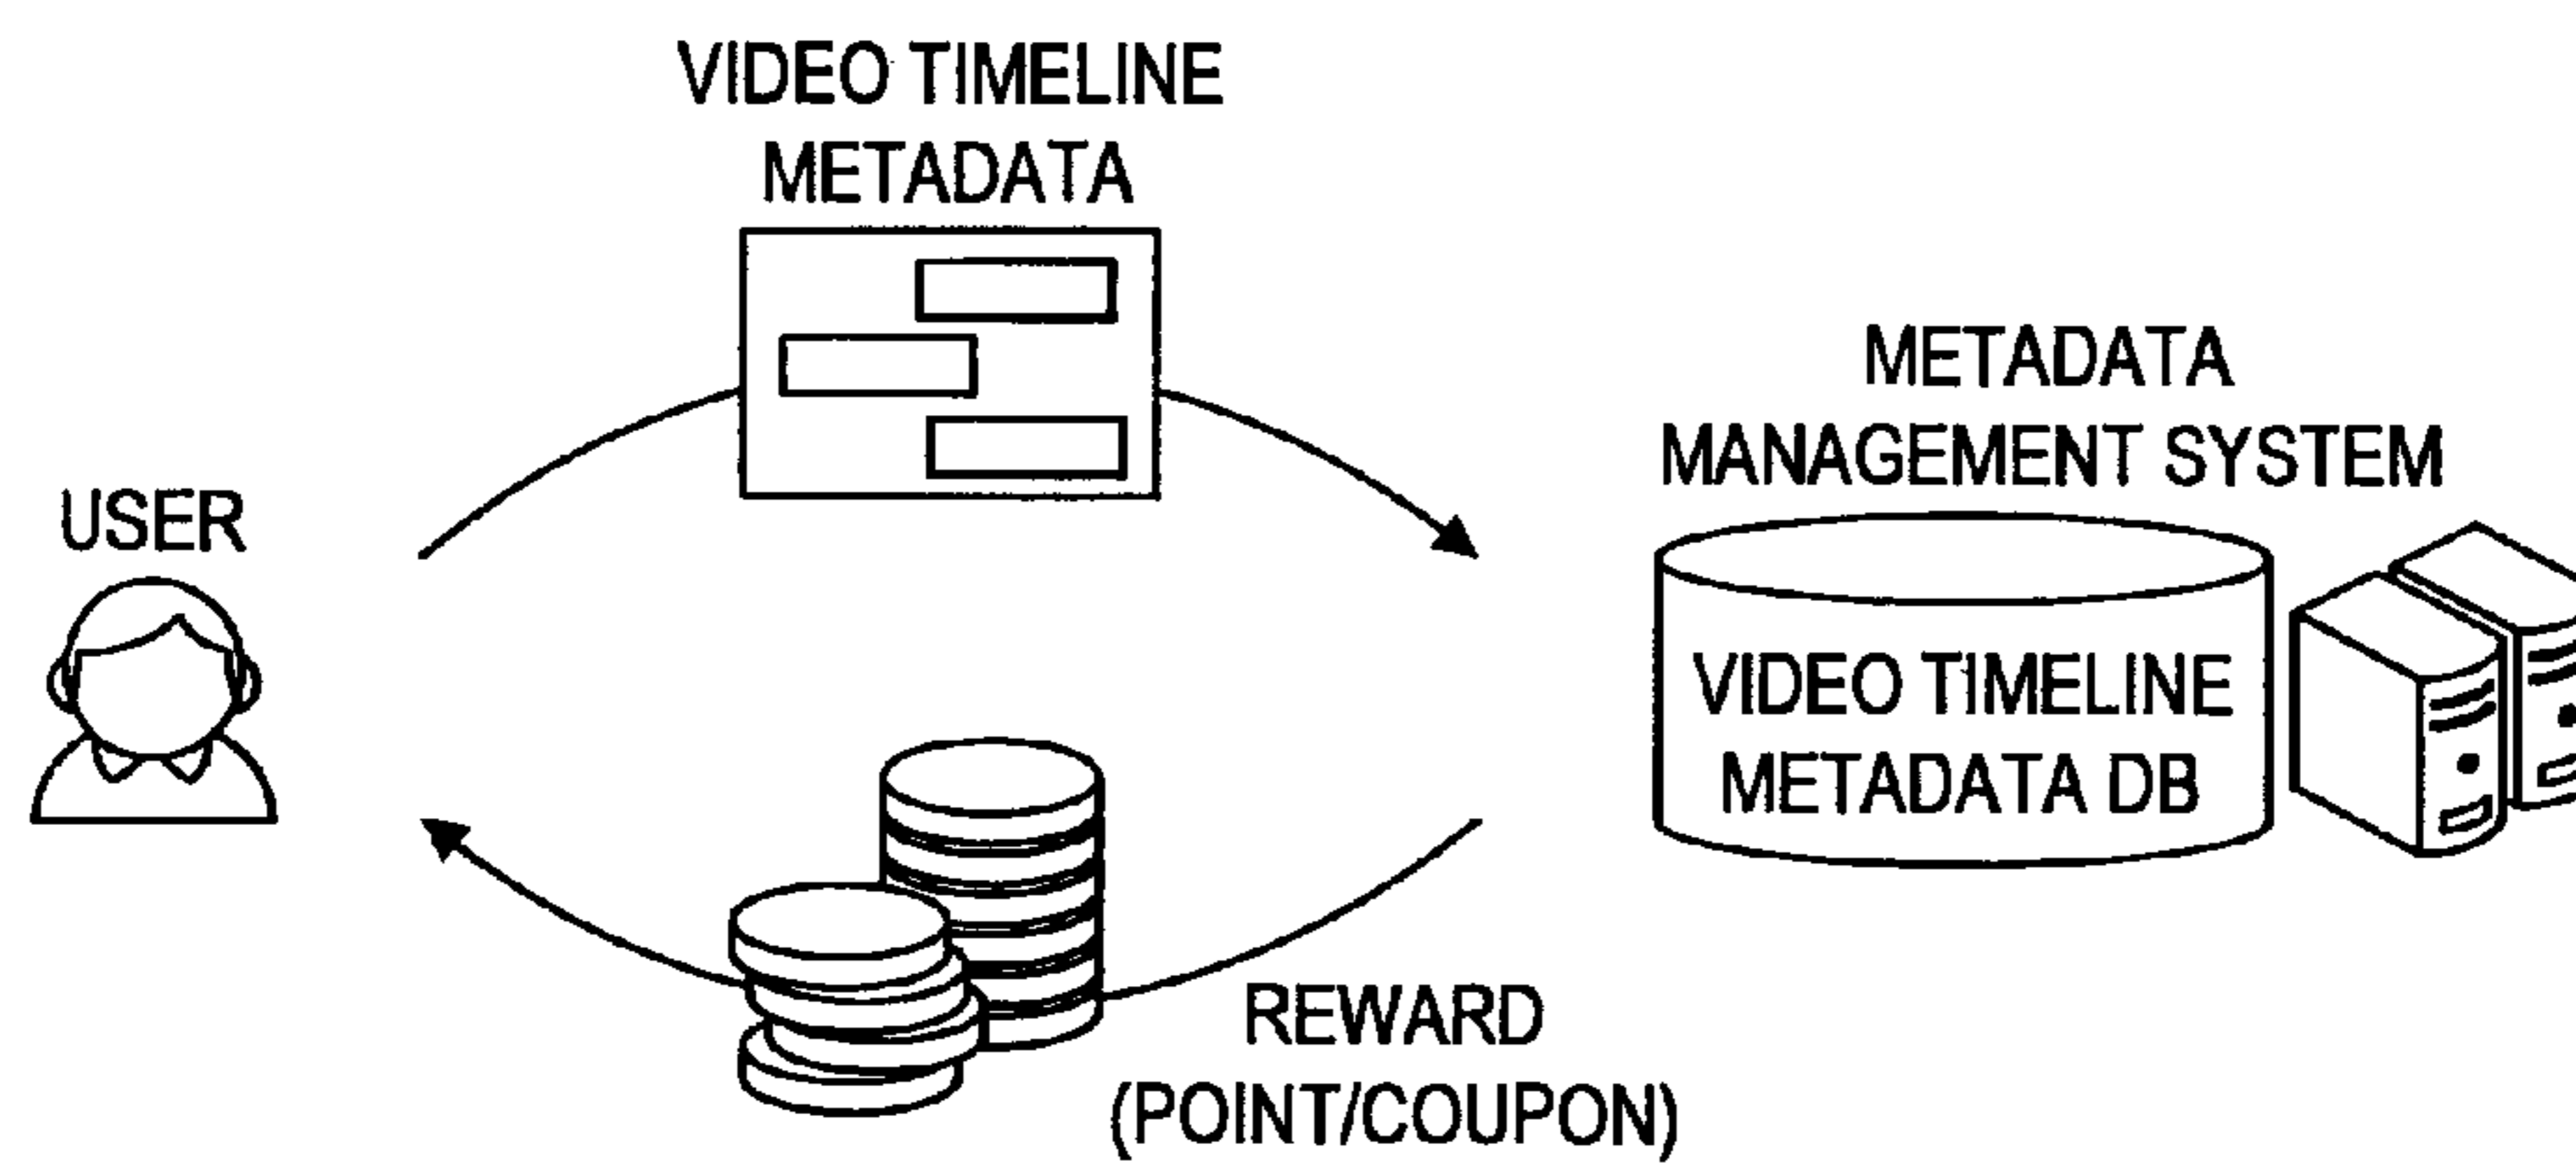 VIDEO TIMELINE
METADATA
USER
METADATA
MANAGEMENT SYSTEM
VIDEO TIMELINE
METADATA DB
REWARD
(POINT/COUPON)